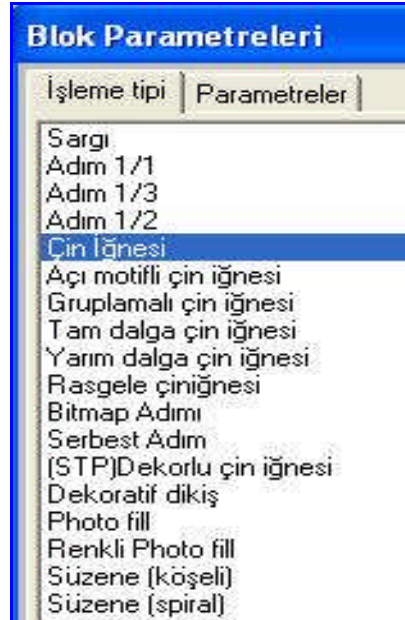 Blok Parametreleri
İşleme tipi Parametreler
Sargı
Adım 1/1
Adım 1/3
Adım 1/2
Çin İğnesi
Açı motifli çin iğnesi
Gruplamalı çin iğnesi
Tam dalga çin iğnesi
Yarım dalga çin iğnesi
Rasgele çiniğnesi
Bitmap Adımı
Serbest Adım
(STP)Dekorlu çin iğnesi
Dekoratif dikiş
Photo fill
Renkli Photo fill
Süzene (köşeli)
Süzene (spiral)